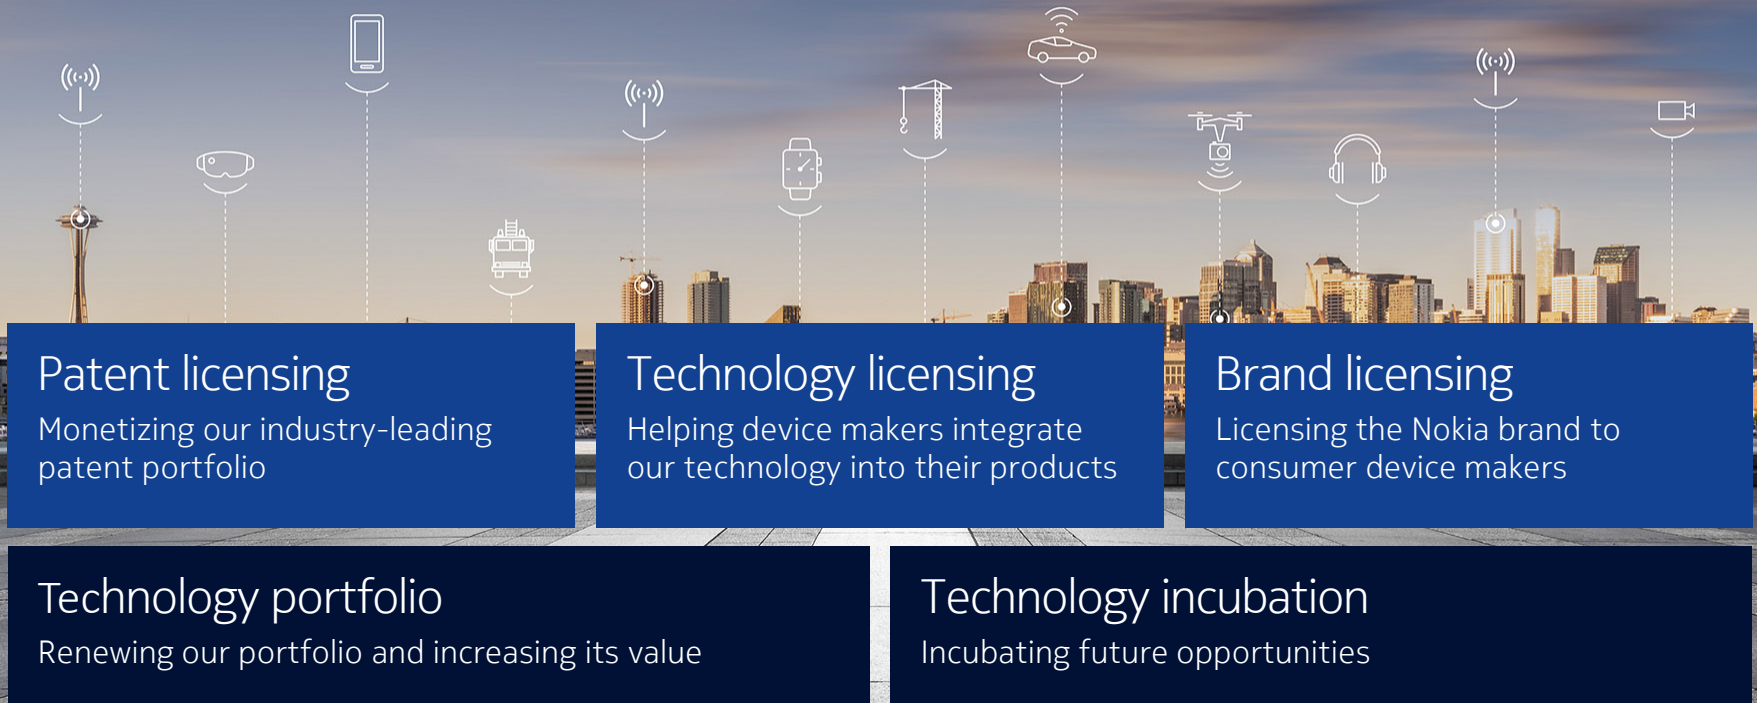 Patent licensing
Monetizing our industry-leading
patent portfolio
Technology licensing
Helping device makers integrate
our technology into their products
Brand licensing
Licensing the Nokia brand to
consumer device makers
Technology portfolio
Renewing our portfolio and increasing its value
Technology incubation
Incubating future opportunities